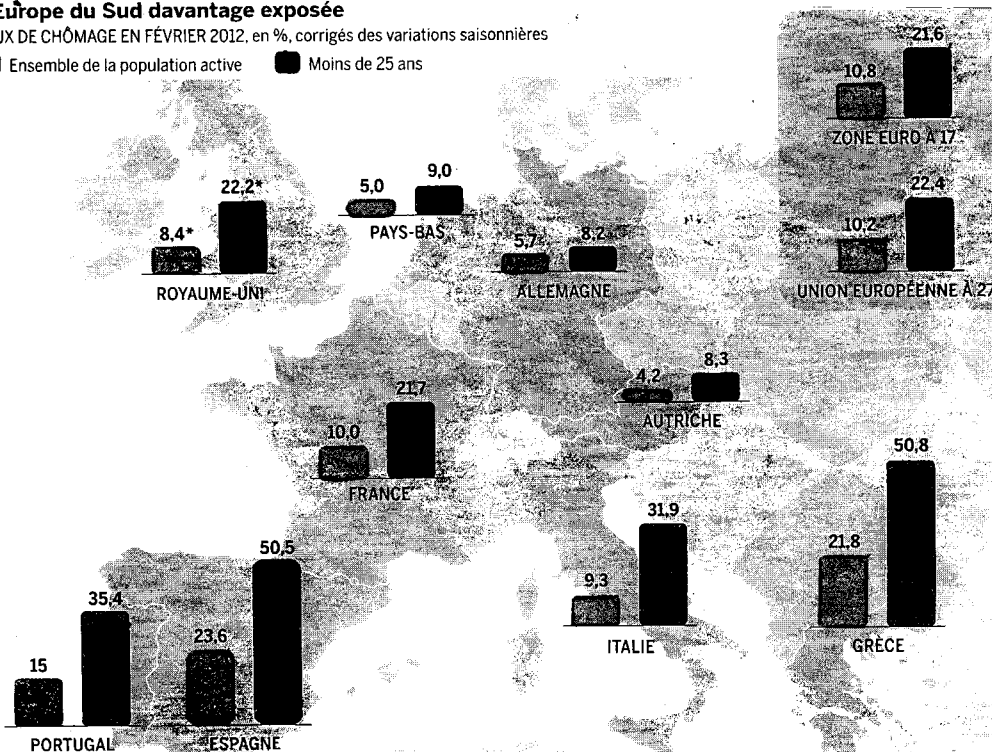 Europe du Sud davantage exposée
UX DE CHÔMAGE EN FÉVRIER 2012, en %, corrigés des variations saisonnières
Ensemble de la population active
Moins de 25 ans
21,6
10,8
ZONE EURO À 17
22,4
10,2
UNION EUROPÉENNE À 27
22,2*
8,4*
ROYAUME-UNI
5,0
9,0
PAYS-BAS
5,7
8,2
ALLEMAGNE
4,2
8,3
AUTRICHE
10,0
21,7
FRANCE
50,8
21,8
GRÈCE
31,9
9,3
ITALIE
50,5
23,6
ESPAGNE
35,4
15
PORTUGAL